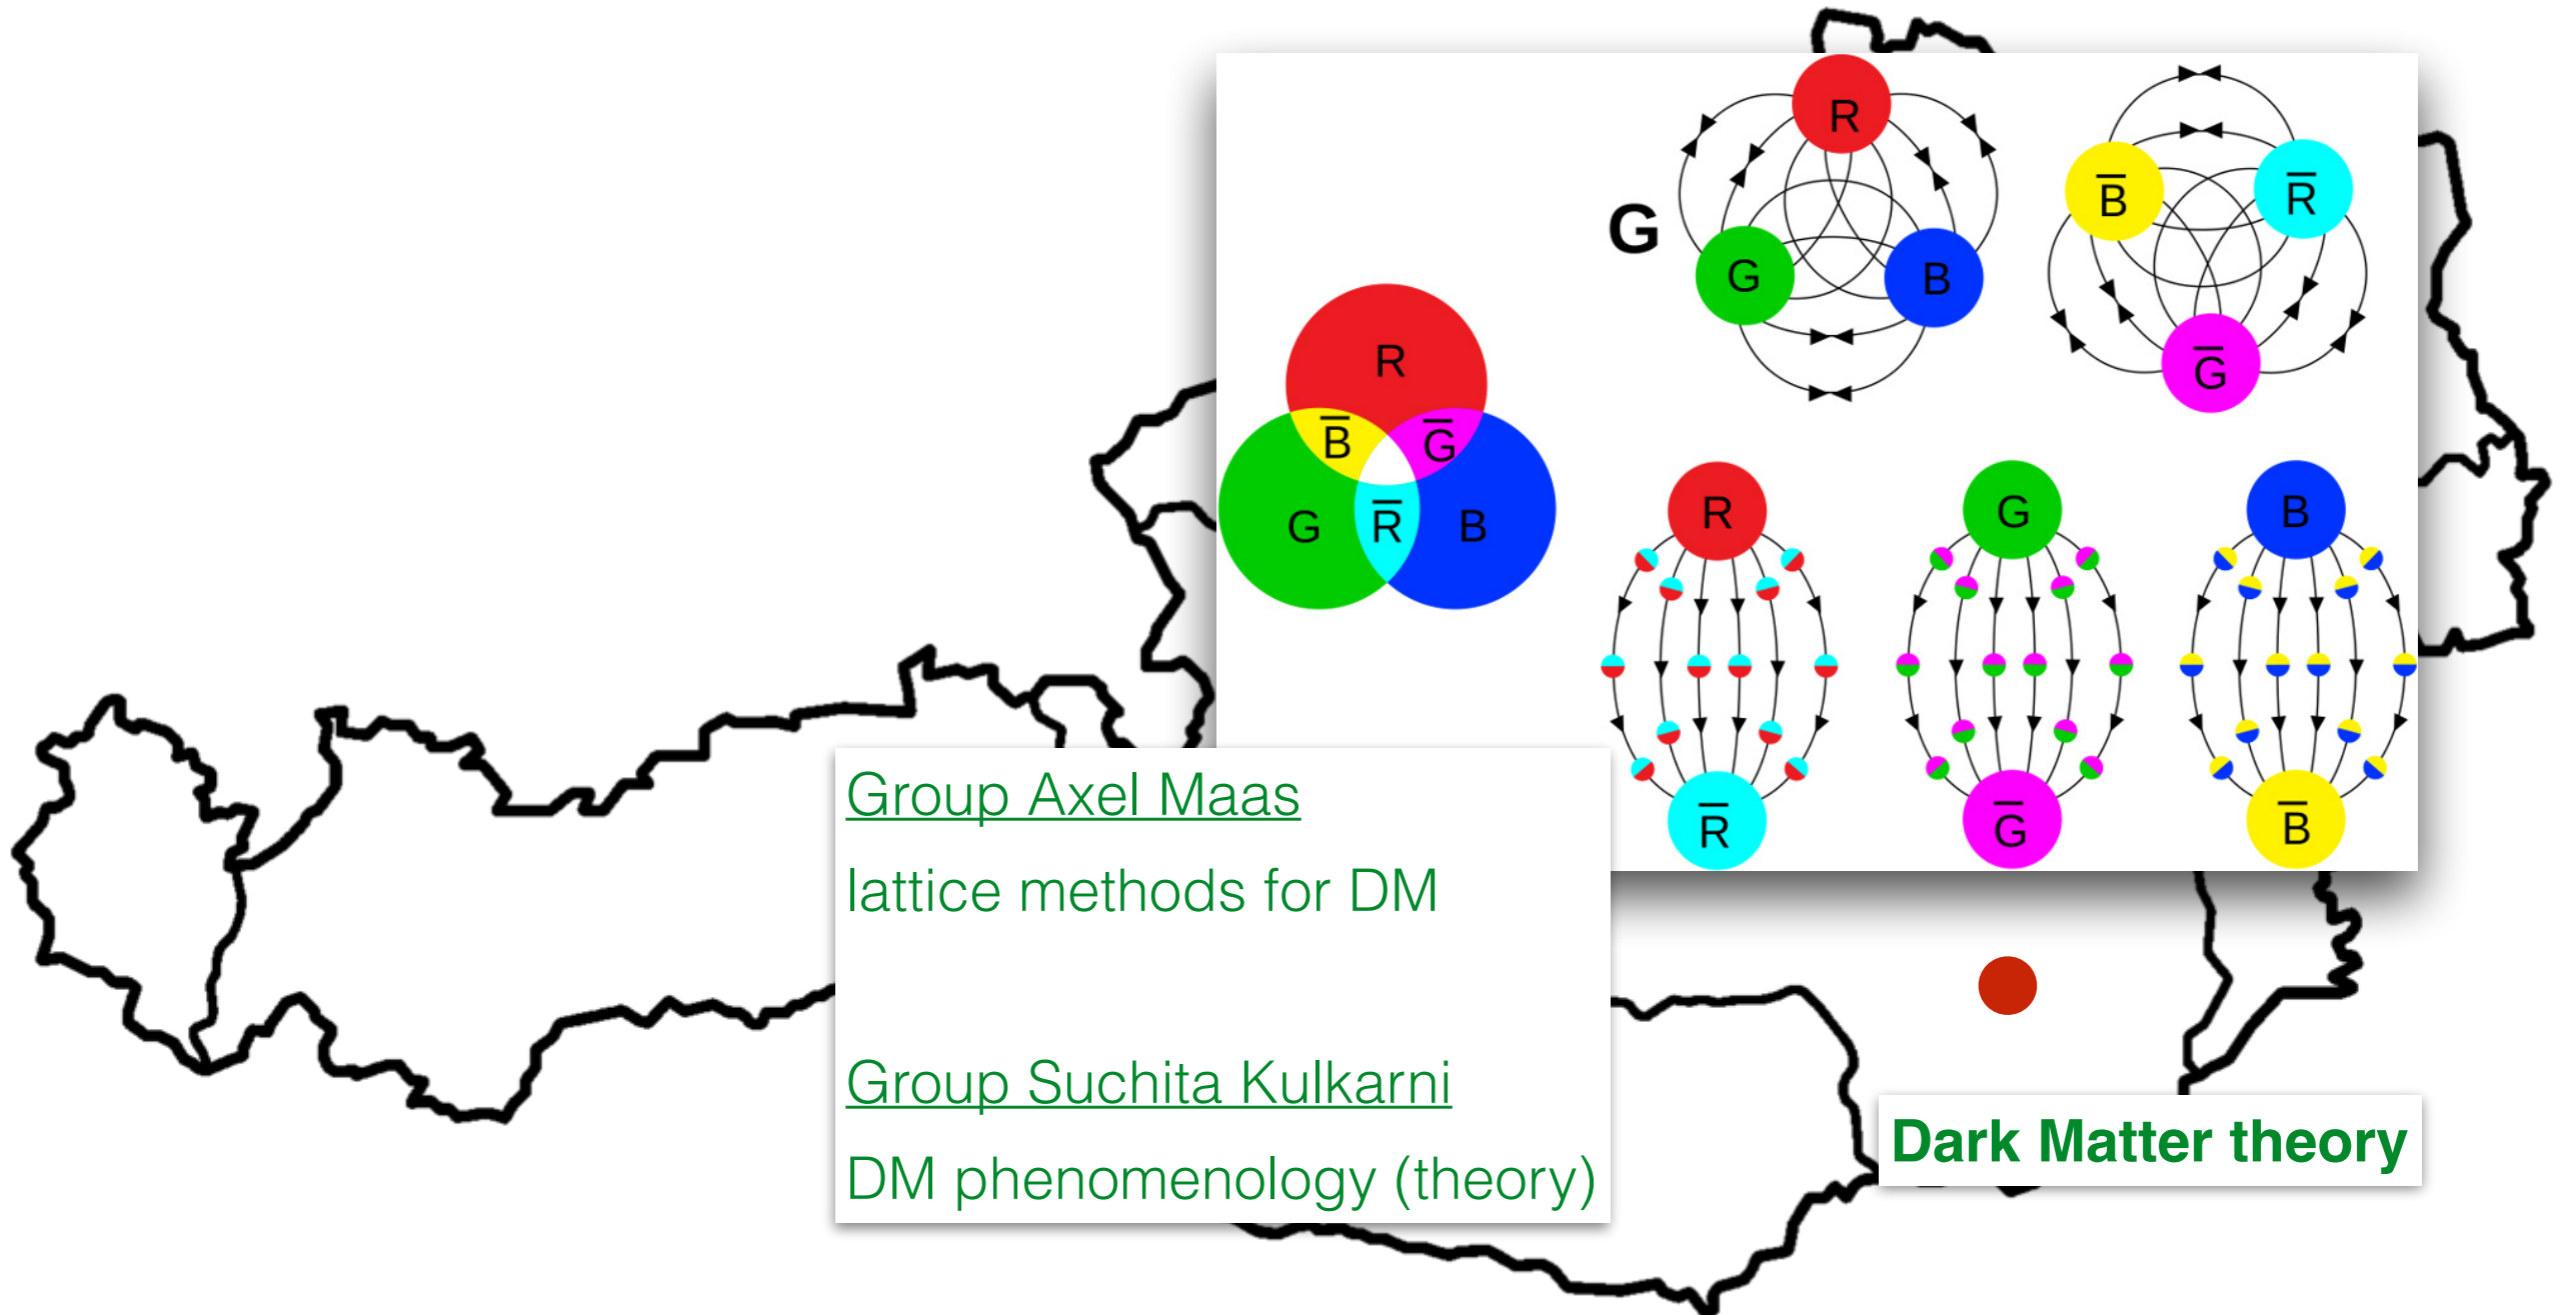 G
R
G
B
B̅
R̅
G̅
R
B̅
G̅
G
R̅
B
R
G
B
R̅
G̅
B̅
Group Axel Maas
lattice methods for DM
Group Suchita Kulkarni
DM phenomenology (theory)
Dark Matter theory